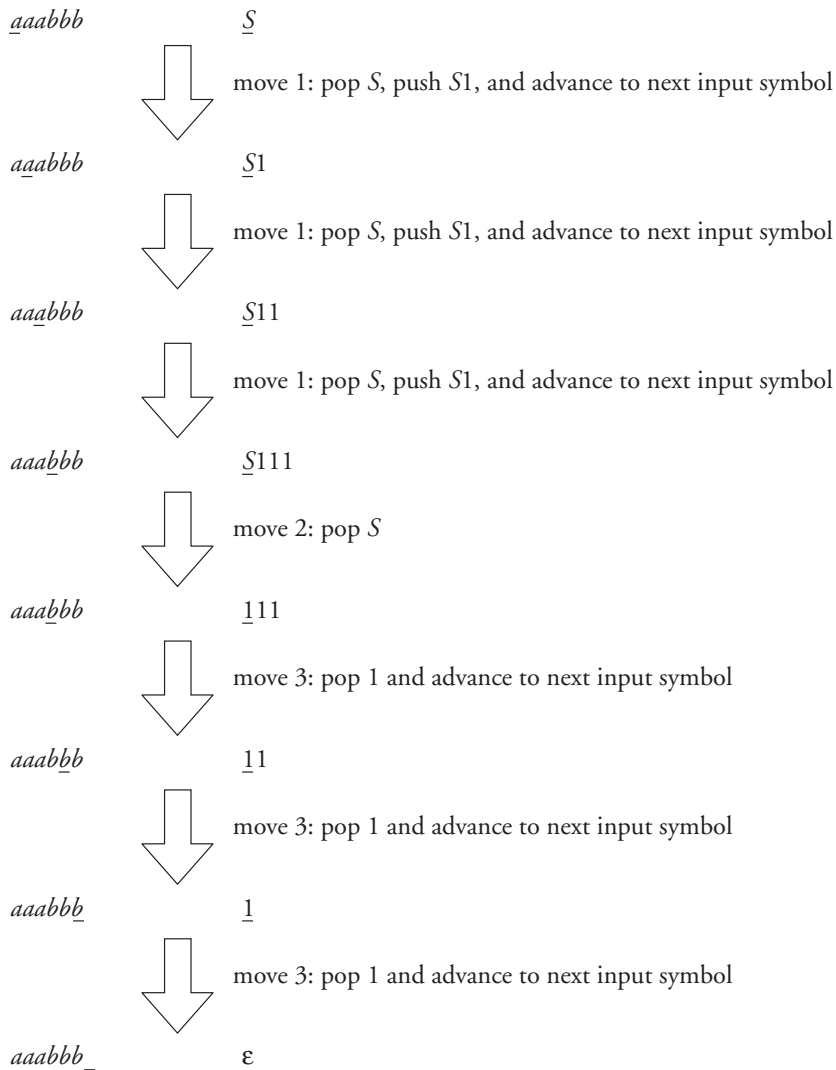 aaabbb S
move 1: pop S, push S1, and advance to next input symbol
aaabbb S1
move 1: pop S, push S1, and advance to next input symbol
aaabbb S11
move 1: pop S, push S1, and advance to next input symbol
aaabbb S111
move 2: pop S
aaabbb 111
move 3: pop 1 and advance to next input symbol
aaabbb 11
move 3: pop 1 and advance to next input symbol
aaabbb 1
move 3: pop 1 and advance to next input symbol
aaabbb_ ε